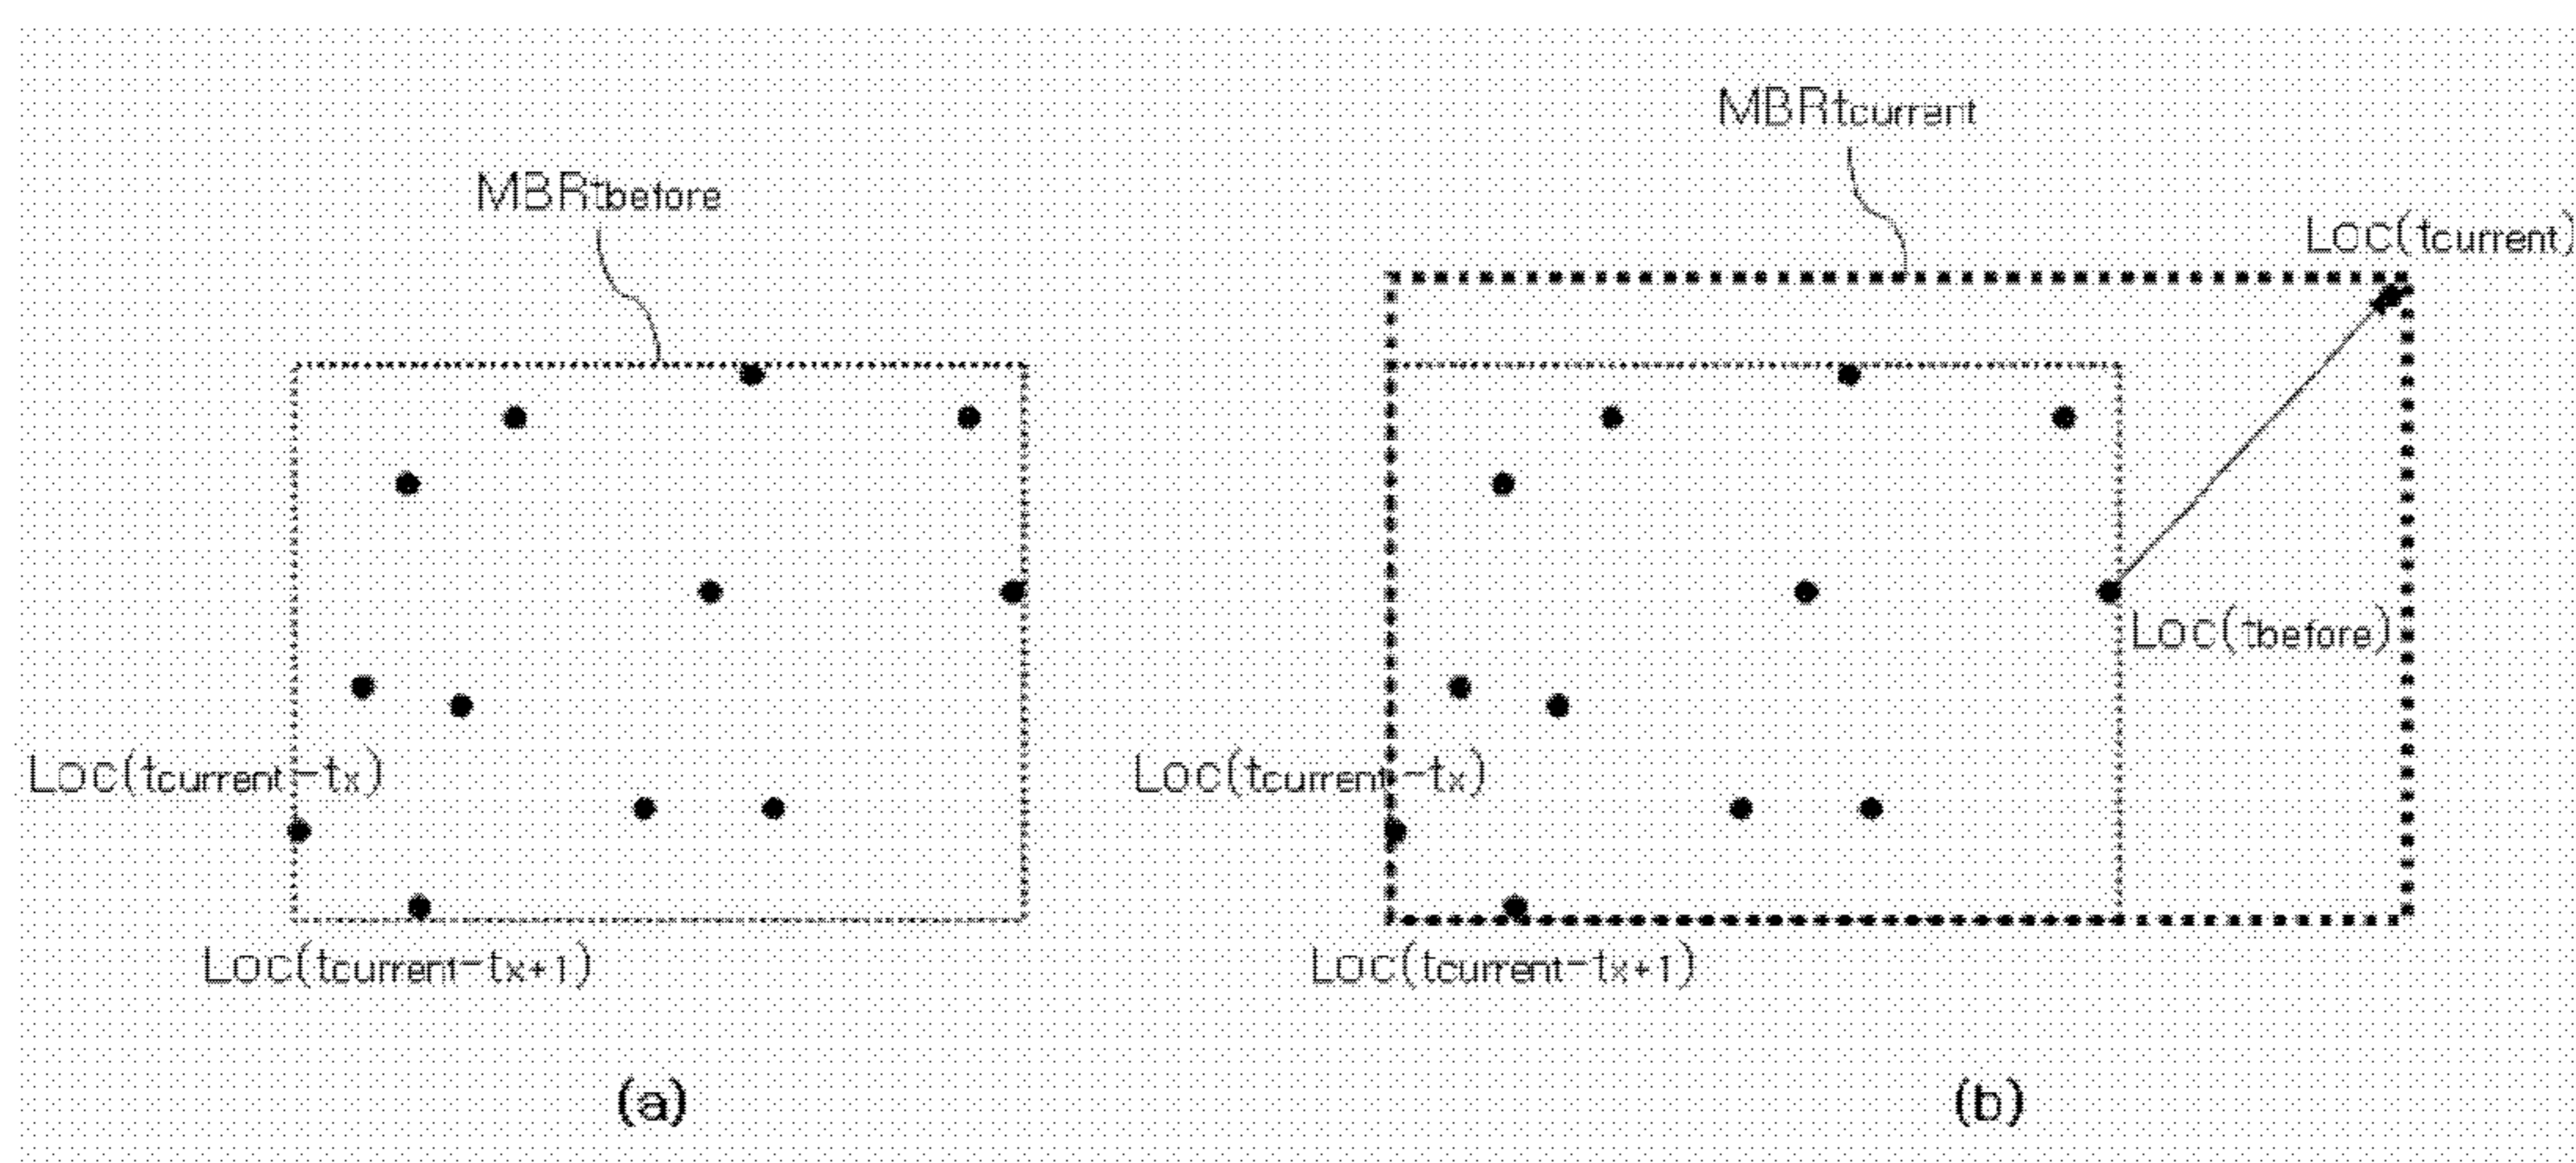 MBRtbefore
LOC(tcurrent-tx)
LOC(tcurrent-tx+1)
(a)
MBRtcurrent
LOC(tcurrent)
LOC(tbefore)
LOC(tcurrent-tx)
LOC(tcurrent-tx+1)
(b)